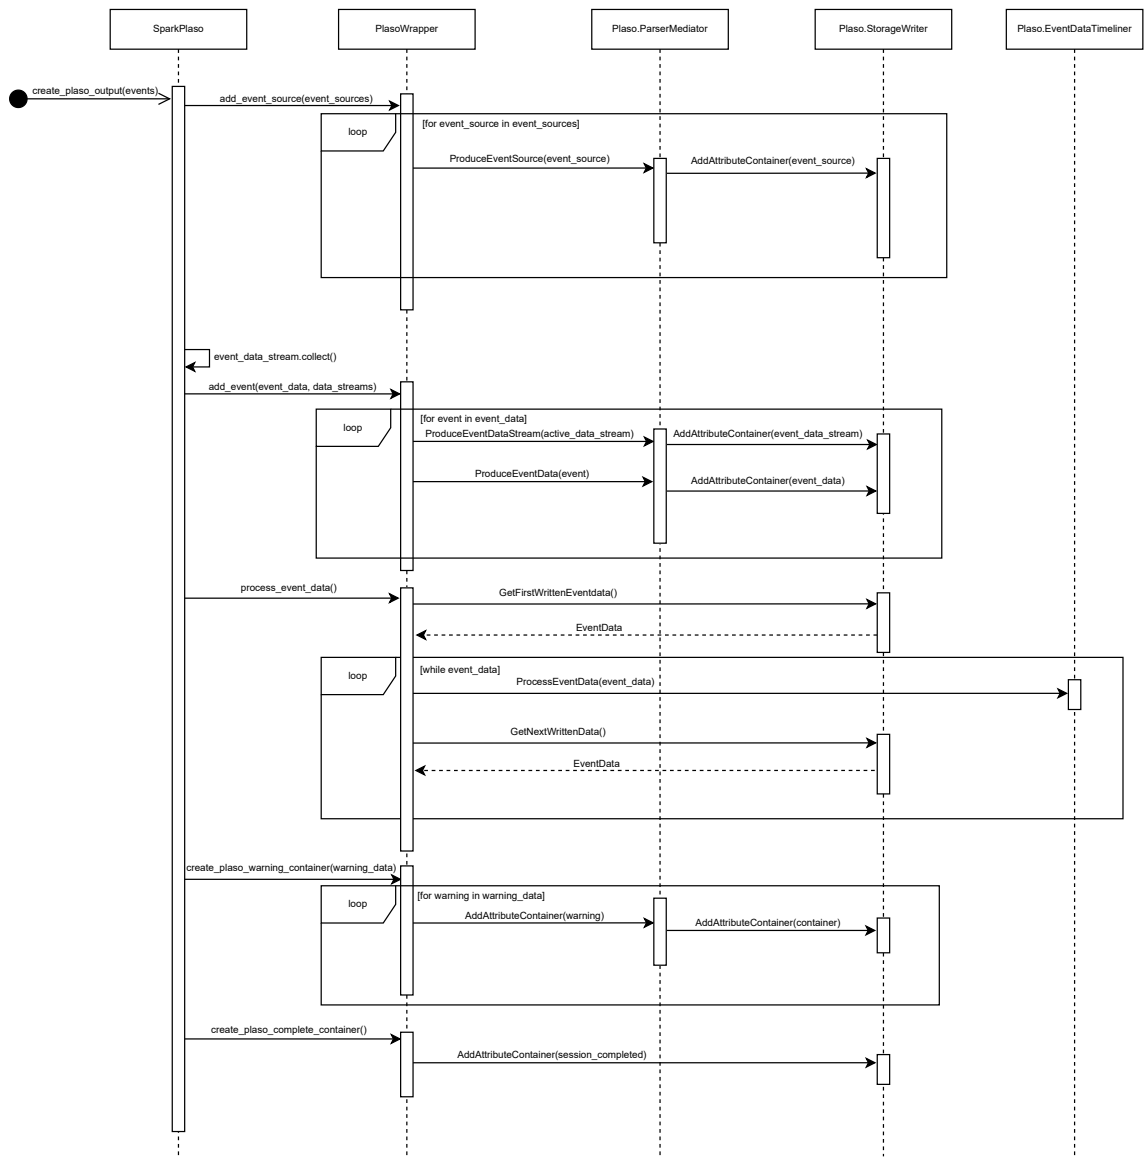 SparkPlaso
PlasoWrapper
Plaso.ParserMediator
Plaso.StorageWriter
Plaso.EventDataTimeliner
create_plaso_output(events)
add_event_source(event_sources)
loop
[for event_source in event_sources]
ProduceEventSource(event_source)
AddAttributeContainer(event_source)
event_data_stream.collect()
add_event(event_data, data_streams)
loop
[for event in event_data]
ProduceEventDataStream(active_data_stream)
AddAttributeContainer(event_data_stream)
ProduceEventData(event)
AddAttributeContainer(event_data)
process_event_data()
GetFirstWrittenEventdata()
EventData
loop
[while event_data]
ProcessEventData(event_data)
GetNextWrittenData()
EventData
create_plaso_warning_container(warning_data)
loop
[for warning in warning_data]
AddAttributeContainer(warning)
AddAttributeContainer(container)
create_plaso_complete_container()
AddAttributeContainer(session_completed)